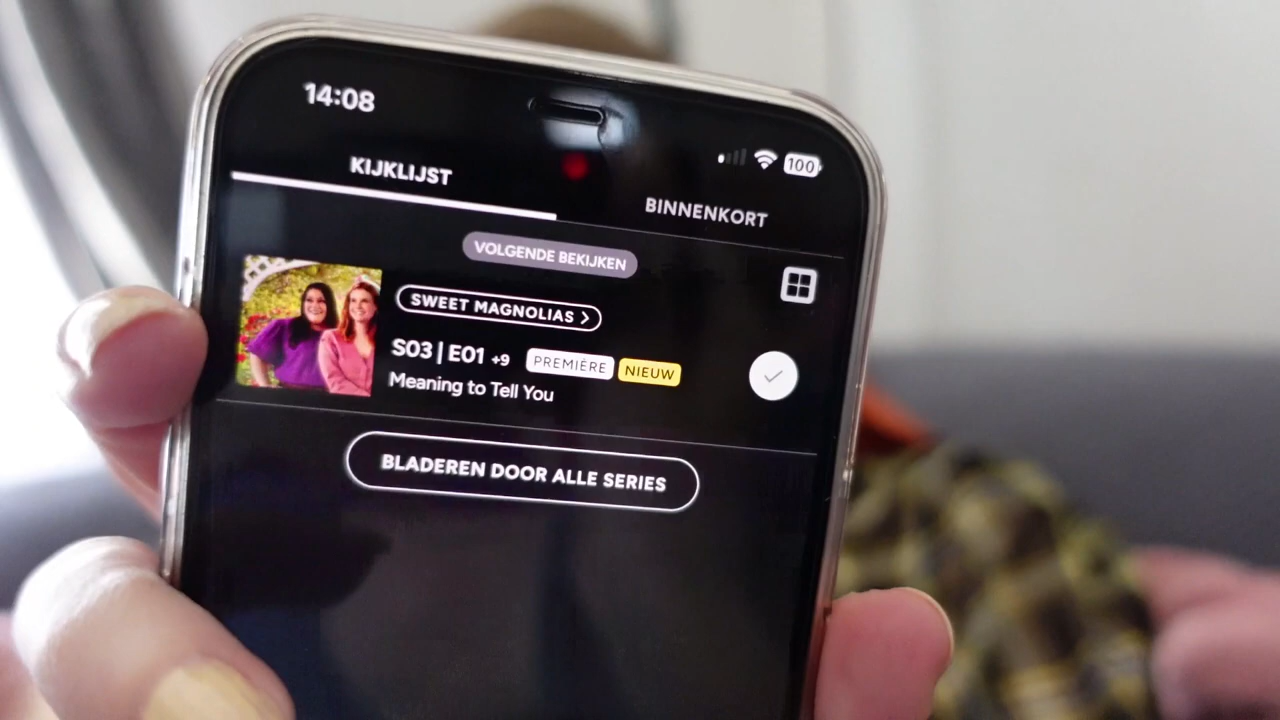 14:08
100
KIJKLIJST
BINNENKORT
VOLGENDE BEKIJKEN
SWEET MAGNOLIAS >
S03 | E01 +9 PREMIÈRE NIEUW
Meaning to Tell You
BLADEREN DOOR ALLE SERIES